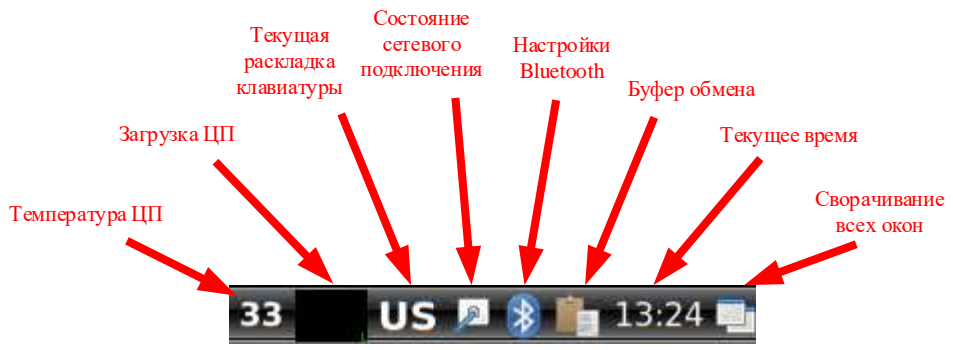 Состояние
сетевого
подключения
Текущая
раскладка
клавиатуры
Настройки
Bluetooth
Буфер обмена
Загрузка ЦП
Текущее время
Температура ЦП
Сворачивание
всех окон
33 US 13:24